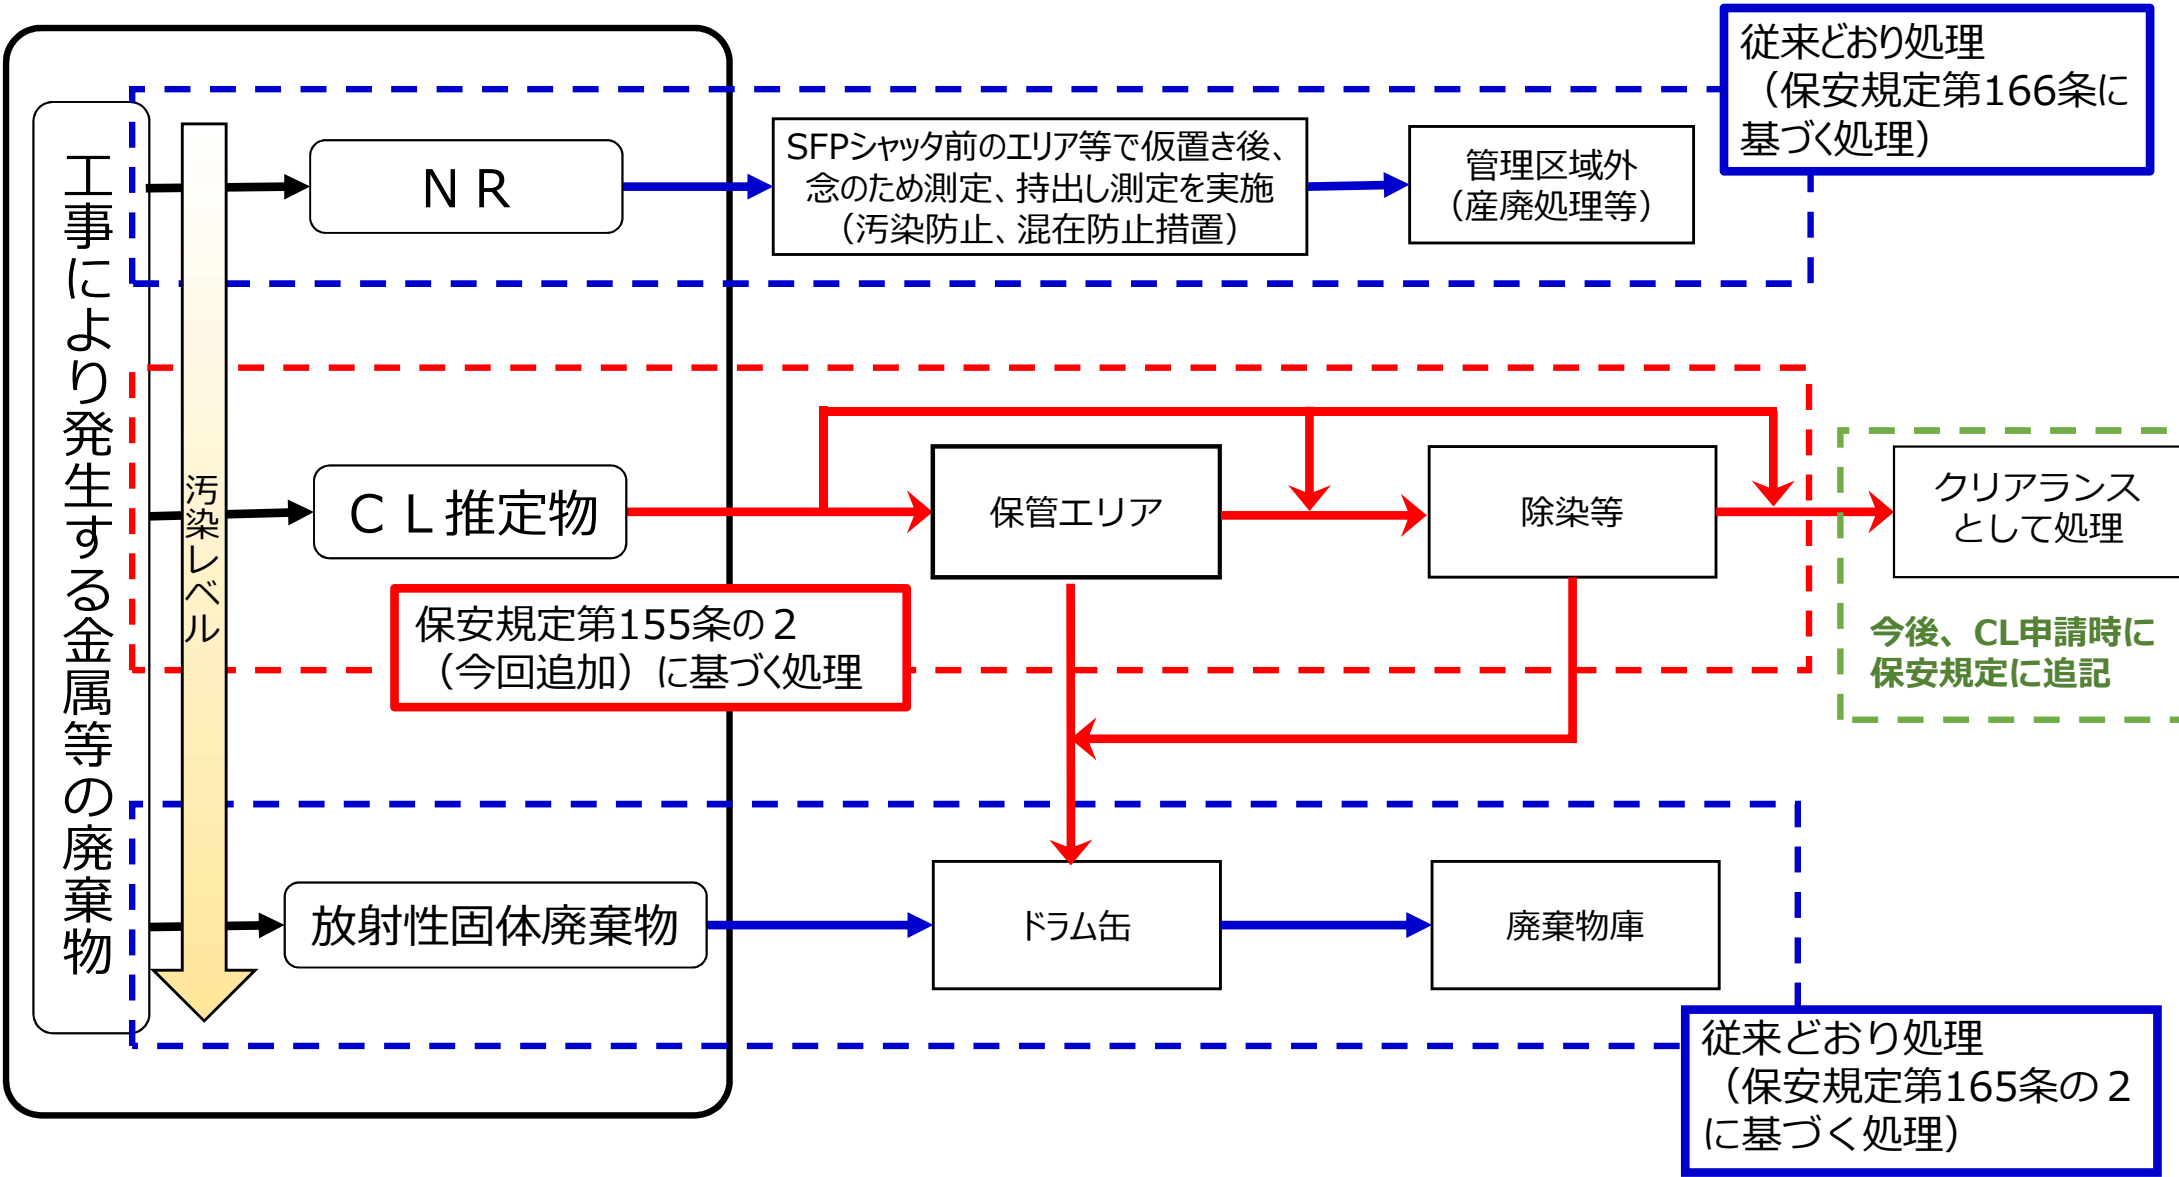 工事により発生する金属等の廃棄物
汚染レベル
ＮＲ
SFPシャッタ前のエリア等で仮置き後、
念のため測定、持出し測定を実施
（汚染防止、混在防止措置）
管理区域外
（産廃処理等）
従来どおり処理
（保安規定第166条に
基づく処理）
ＣＬ推定物
保管エリア
除染等
クリアランス
として処理
保安規定第155条の２
（今回追加）に基づく処理
今後、CL申請時に
保安規定に追記
放射性固体廃棄物
ドラム缶
廃棄物庫
従来どおり処理
（保安規定第165条の２
に基づく処理）